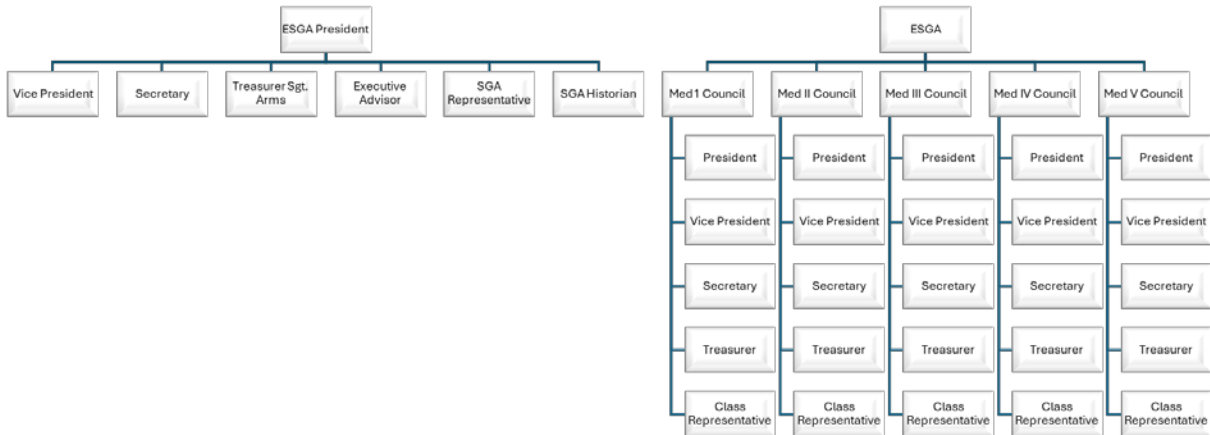 ESGA President
Vice President
Secretary
Treasurer Sgt.
Arms
Executive
Advisor
SGA
Representative
SGA Historian
ESGA
Med 1 Council
Med II Council
Med III Council
Med IV Council
Med V Council
President
President
President
President
President
Vice President
Vice President
Vice President
Vice President
Vice President
Secretary
Secretary
Secretary
Secretary
Secretary
Treasurer
Treasurer
Treasurer
Treasurer
Treasurer
Class
Representative
Class
Representative
Class
Representative
Class
Representative
Class
Representative